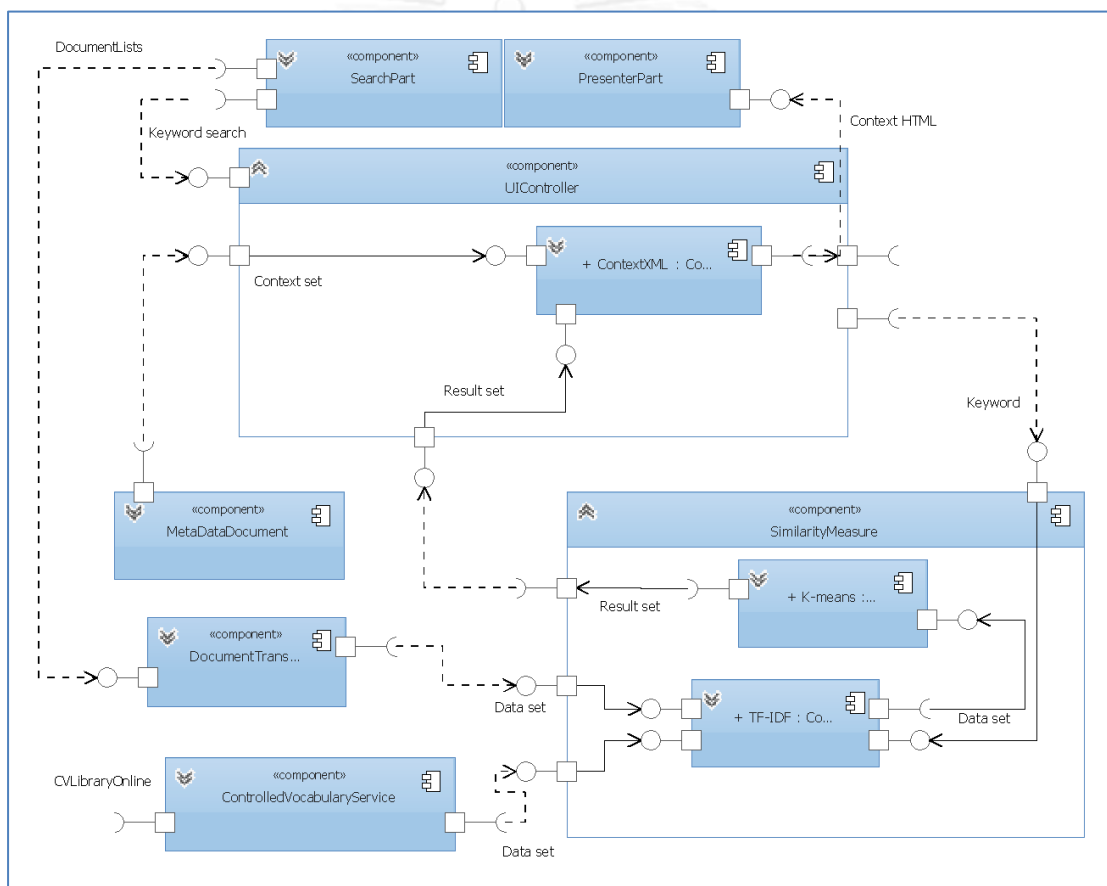 DocumentLists
«component»
SearchPart
«component»
PresenterPart
Keyword search
Context HTML
«component»
UIController
+ ContextXML : Co...
Context set
Result set
Keyword
«component»
MetaDataDocument
«component»
SimilarityMeasure
+ K-means :...
Result set
«component»
DocumentTrans...
Data set
+ TF-IDF : Co...
Data set
CVLibraryOnline
«component»
ControlledVocabularyService
Data set